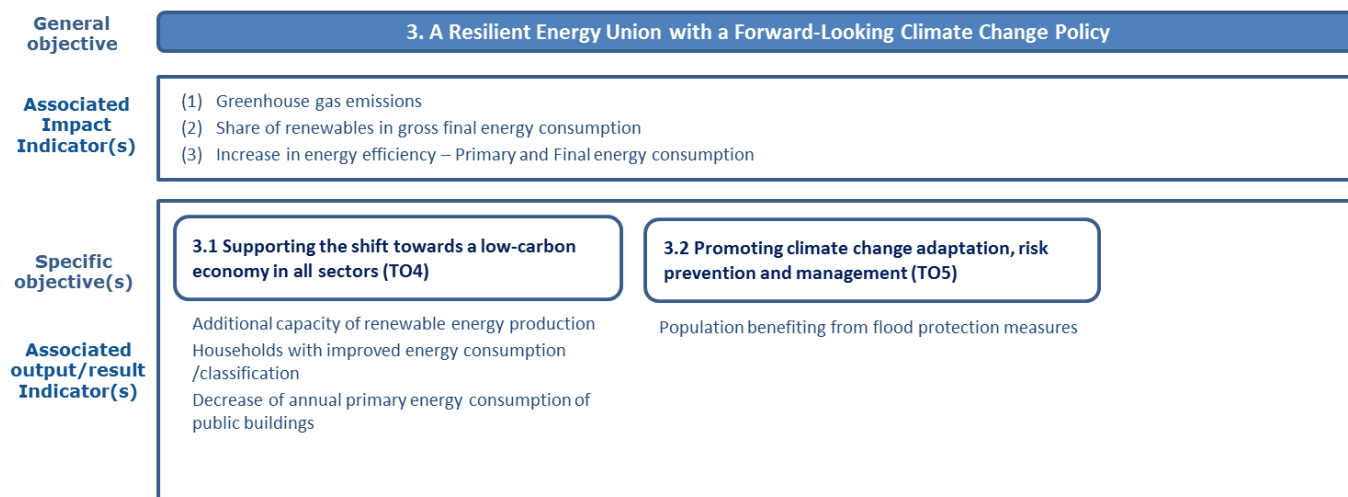 General
objective
3. A Resilient Energy Union with a Forward-Looking Climate Change Policy
Associated
Impact
Indicator(s)
(1) Greenhouse gas emissions
(2) Share of renewables in gross final energy consumption
(3) Increase in energy efficiency – Primary and Final energy consumption
Specific
objective(s)
3.1 Supporting the shift towards a low-carbon
economy in all sectors (TO4)
3.2 Promoting climate change adaptation, risk
prevention and management (TO5)
Associated
output/result
Indicator(s)
Additional capacity of renewable energy production
Households with improved energy consumption
/classification
Decrease of annual primary energy consumption of
public buildings
Population benefiting from flood protection measures